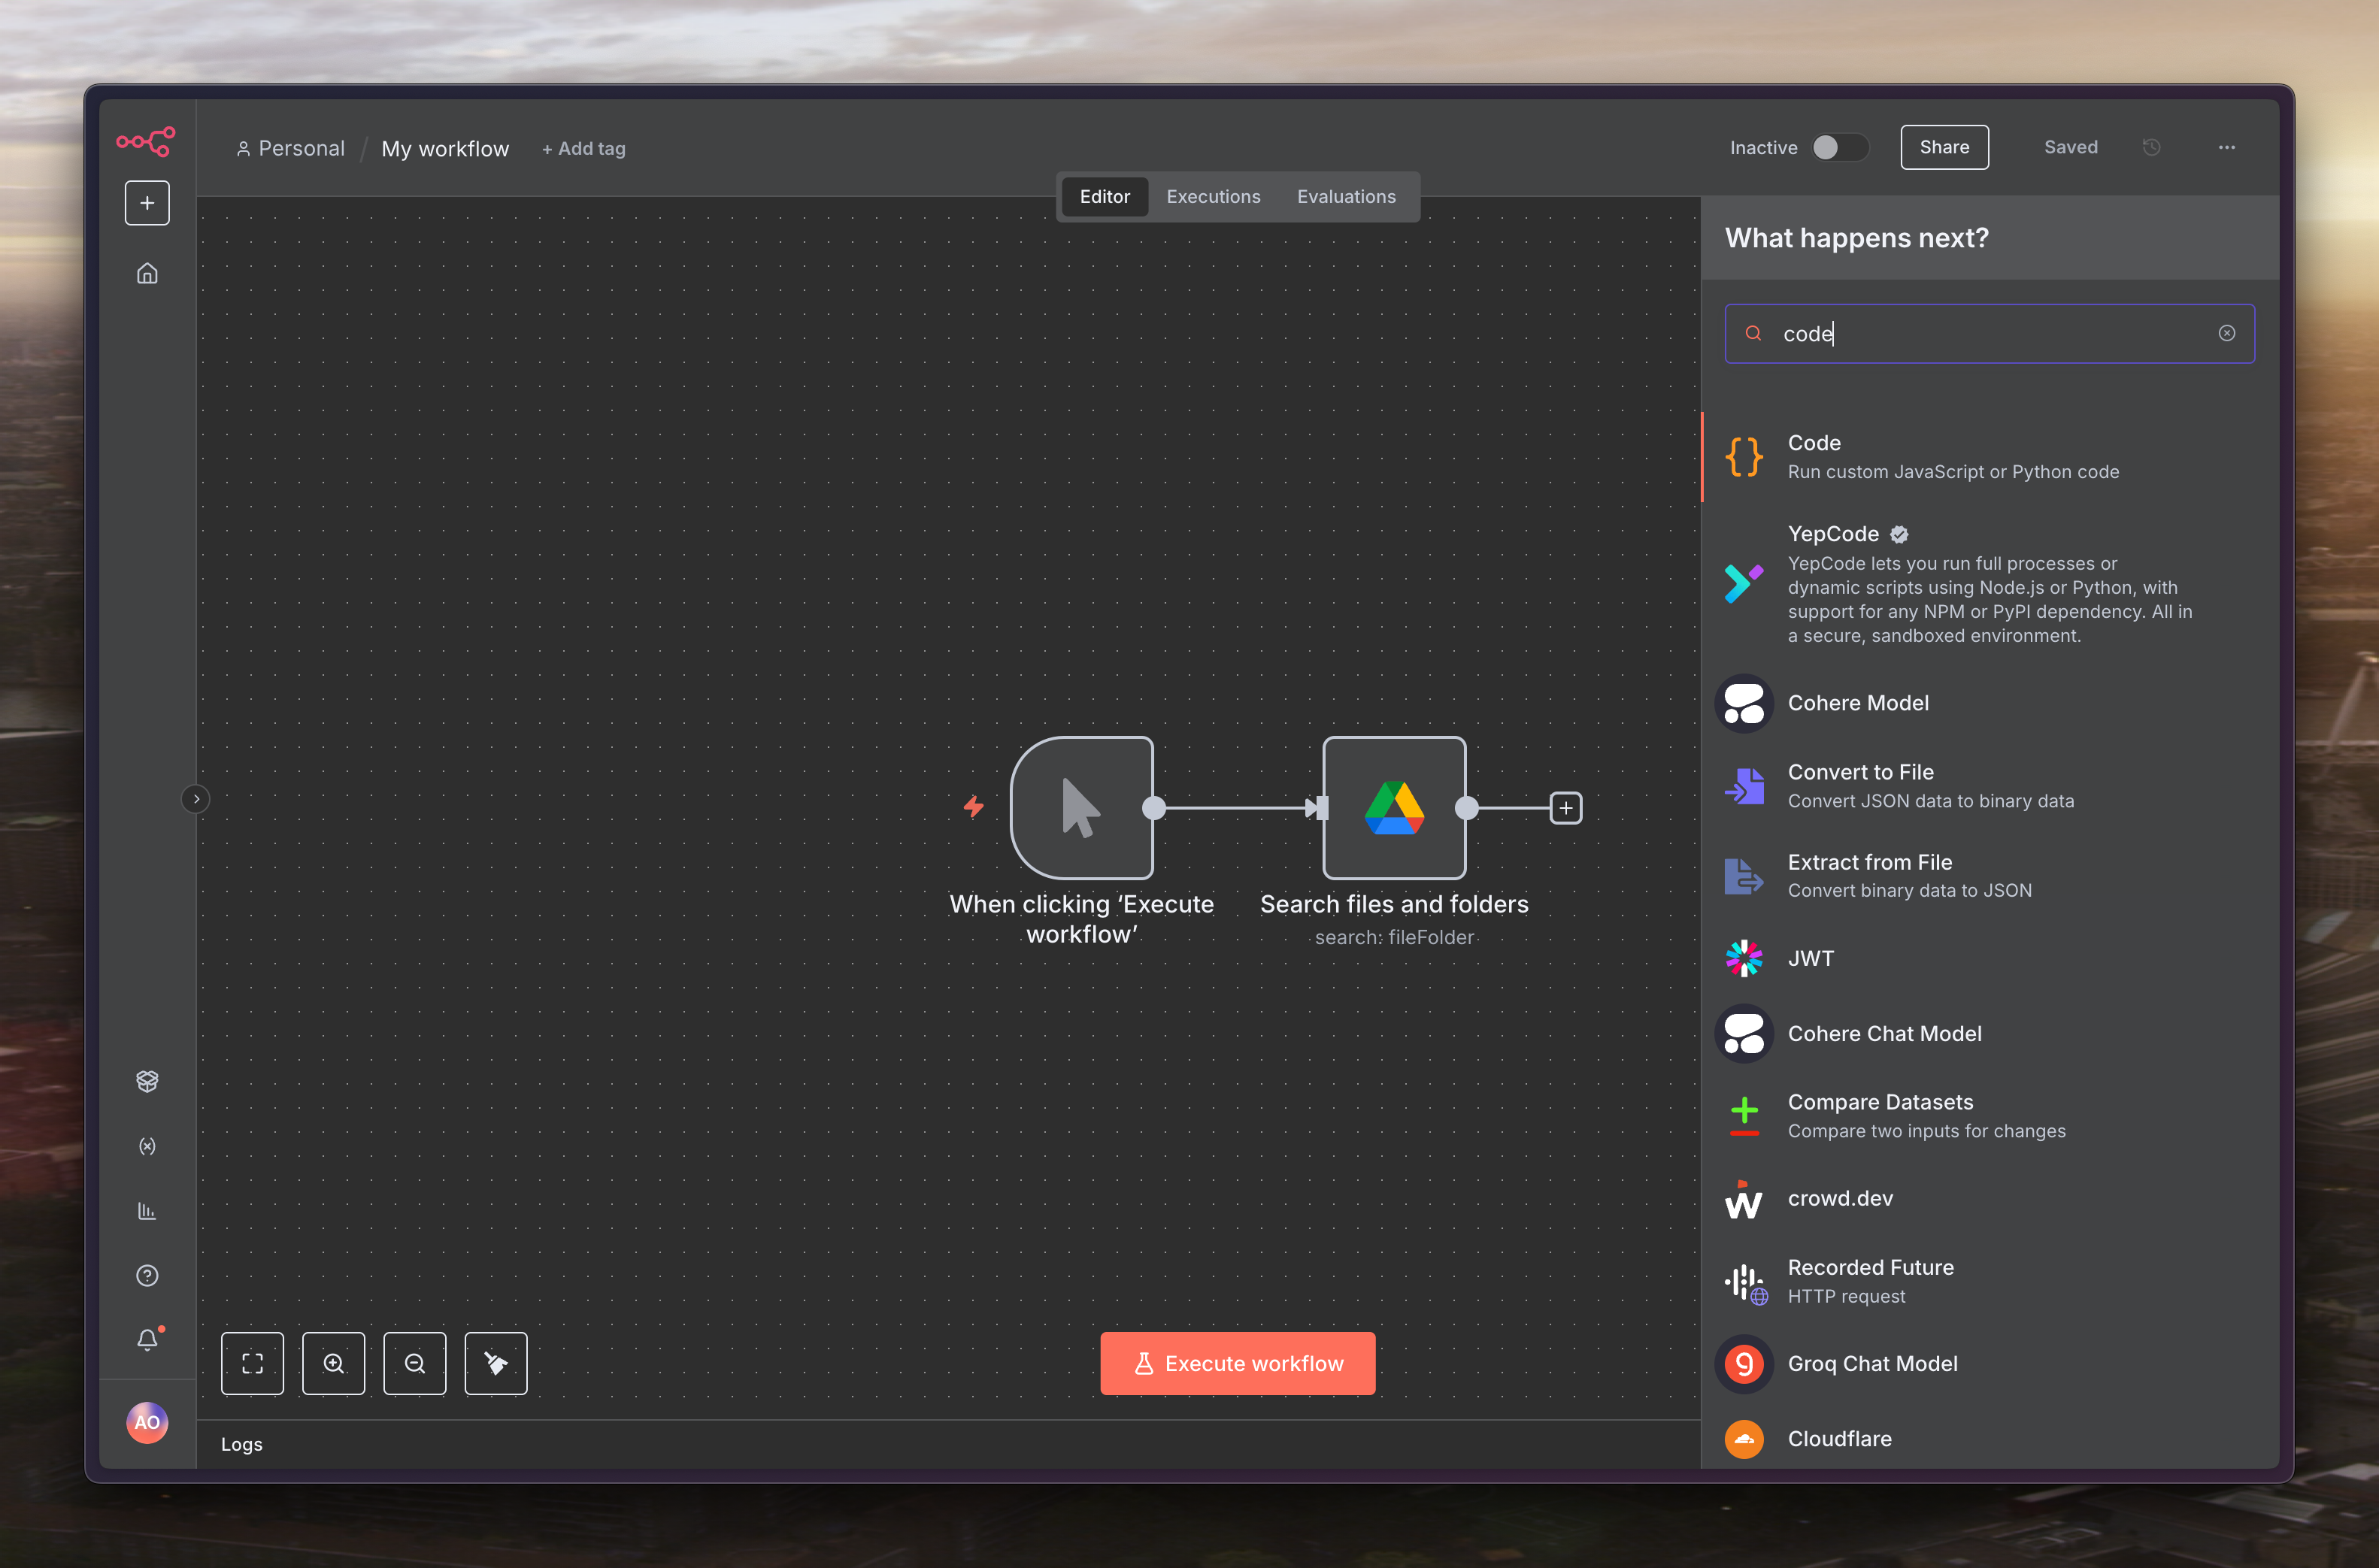 Personal / My workflow + Add tag
Inactive
Share
Saved
Editor
Executions
Evaluations
What happens next?
code
Code
Run custom JavaScript or Python code
YepCode
YepCode lets you run full processes or
dynamic scripts using Node.js or Python, with
support for any NPM or PyPI dependency. All in
a secure, sandboxed environment.
Cohere Model
Convert to File
Convert JSON data to binary data
Extract from File
Convert binary data to JSON
JWT
Cohere Chat Model
Compare Datasets
Compare two inputs for changes
crowd.dev
Recorded Future
HTTP request
Groq Chat Model
Cloudflare
When clicking ‘Execute
workflow’
Search files and folders
search: fileFolder
Execute workflow
AO
Logs